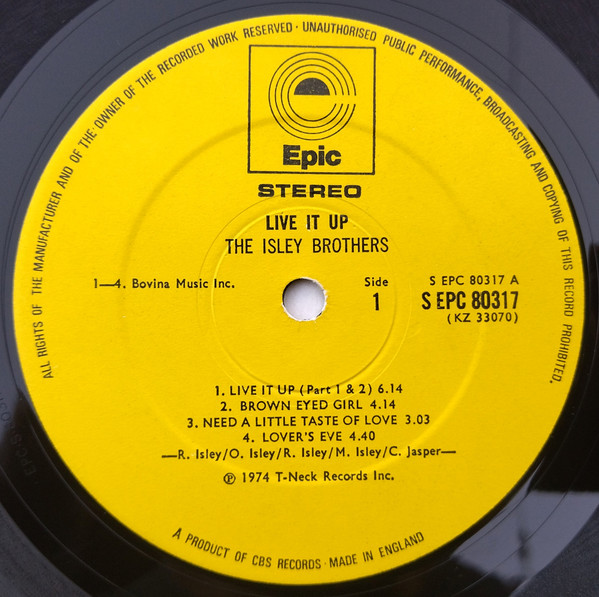 ALL RIGHTS OF THE MANUFACTURER AND OF THE OWNER OF THE RECORDED WORK RESERVED · UNAUTHORISED PUBLIC PERFORMANCE, BROADCASTING AND COPYING OF THIS RECORD PROHIBITED.
Epic
STEREO
LIVE IT UP
THE ISLEY BROTHERS
1—4. Bovina Music Inc.
Side
1
S EPC 80317 A
S EPC 80317
(KZ 33070)
1. LIVE IT UP (Part 1 & 2) 6.14
2. BROWN EYED GIRL 4.14
3. NEED A LITTLE TASTE OF LOVE 3.03
4. LOVER'S EVE 4.40
—R. Isley/O. Isley/R. Isley/M. Isley/C. Jasper—
℗ 1974 T-Neck Records Inc.
A PRODUCT OF CBS RECORDS · MADE IN ENGLAND